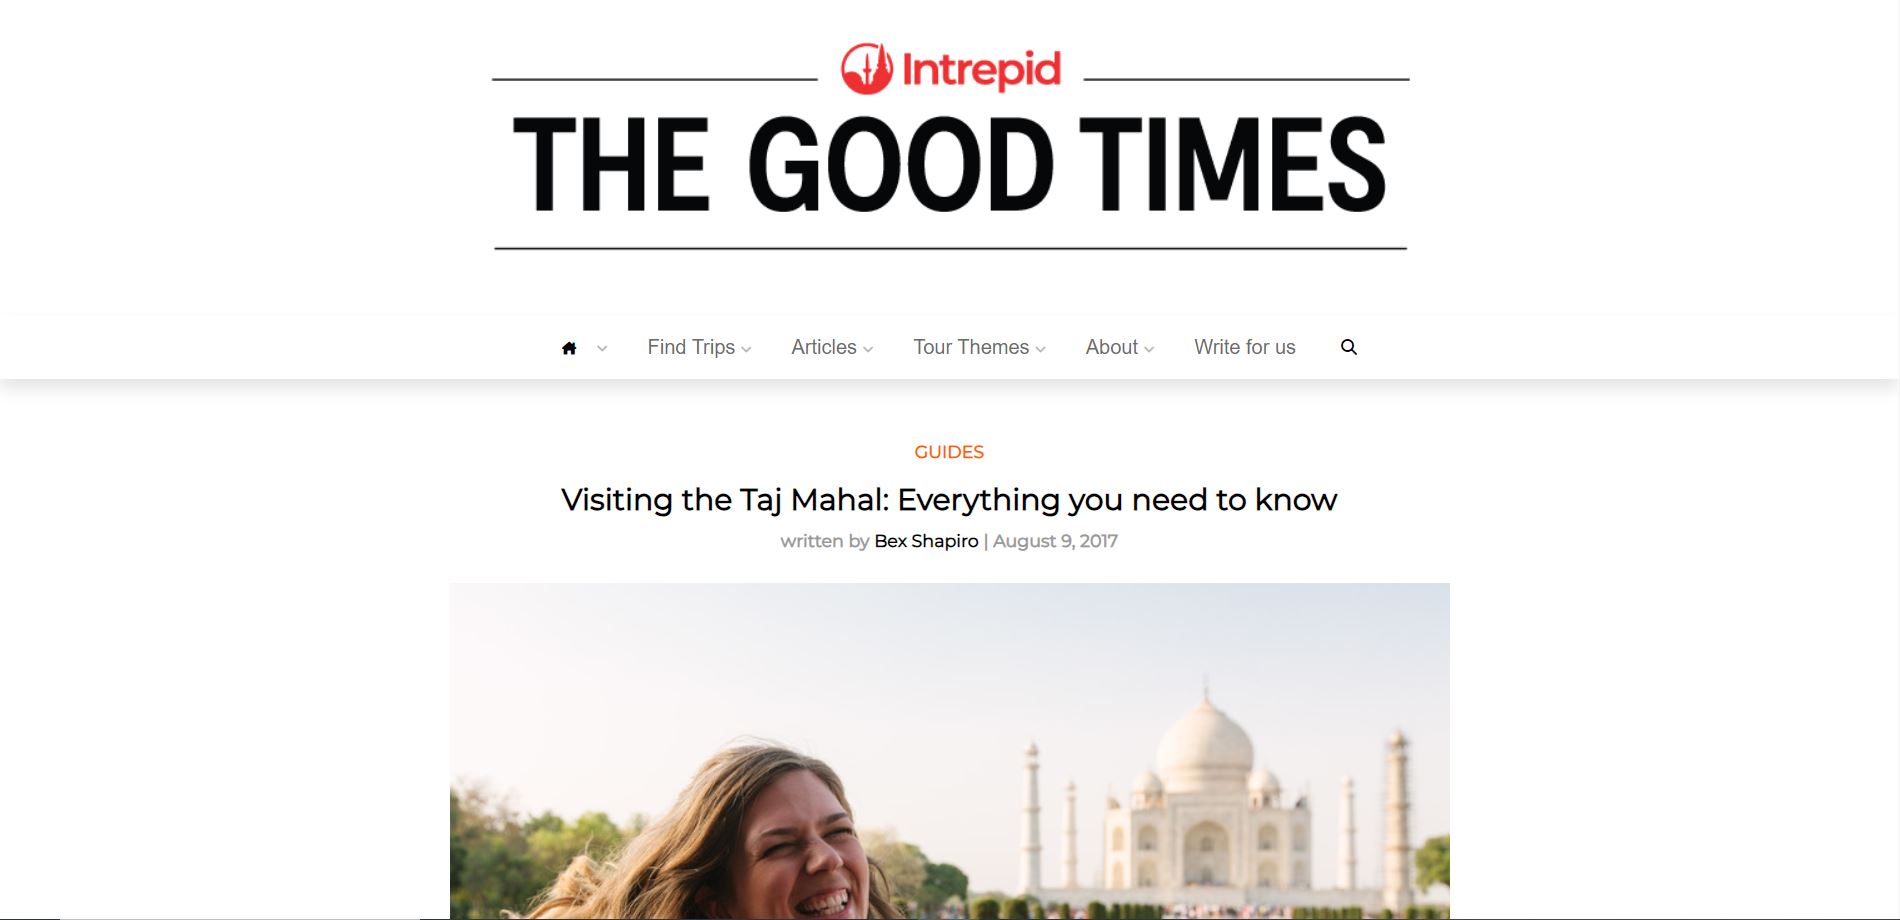 Intrepid
THE GOOD TIMES
Find Trips Articles Tour Themes About Write for us
GUIDES
Visiting the Taj Mahal: Everything you need to know
written by Bex Shapiro | August 9, 2017